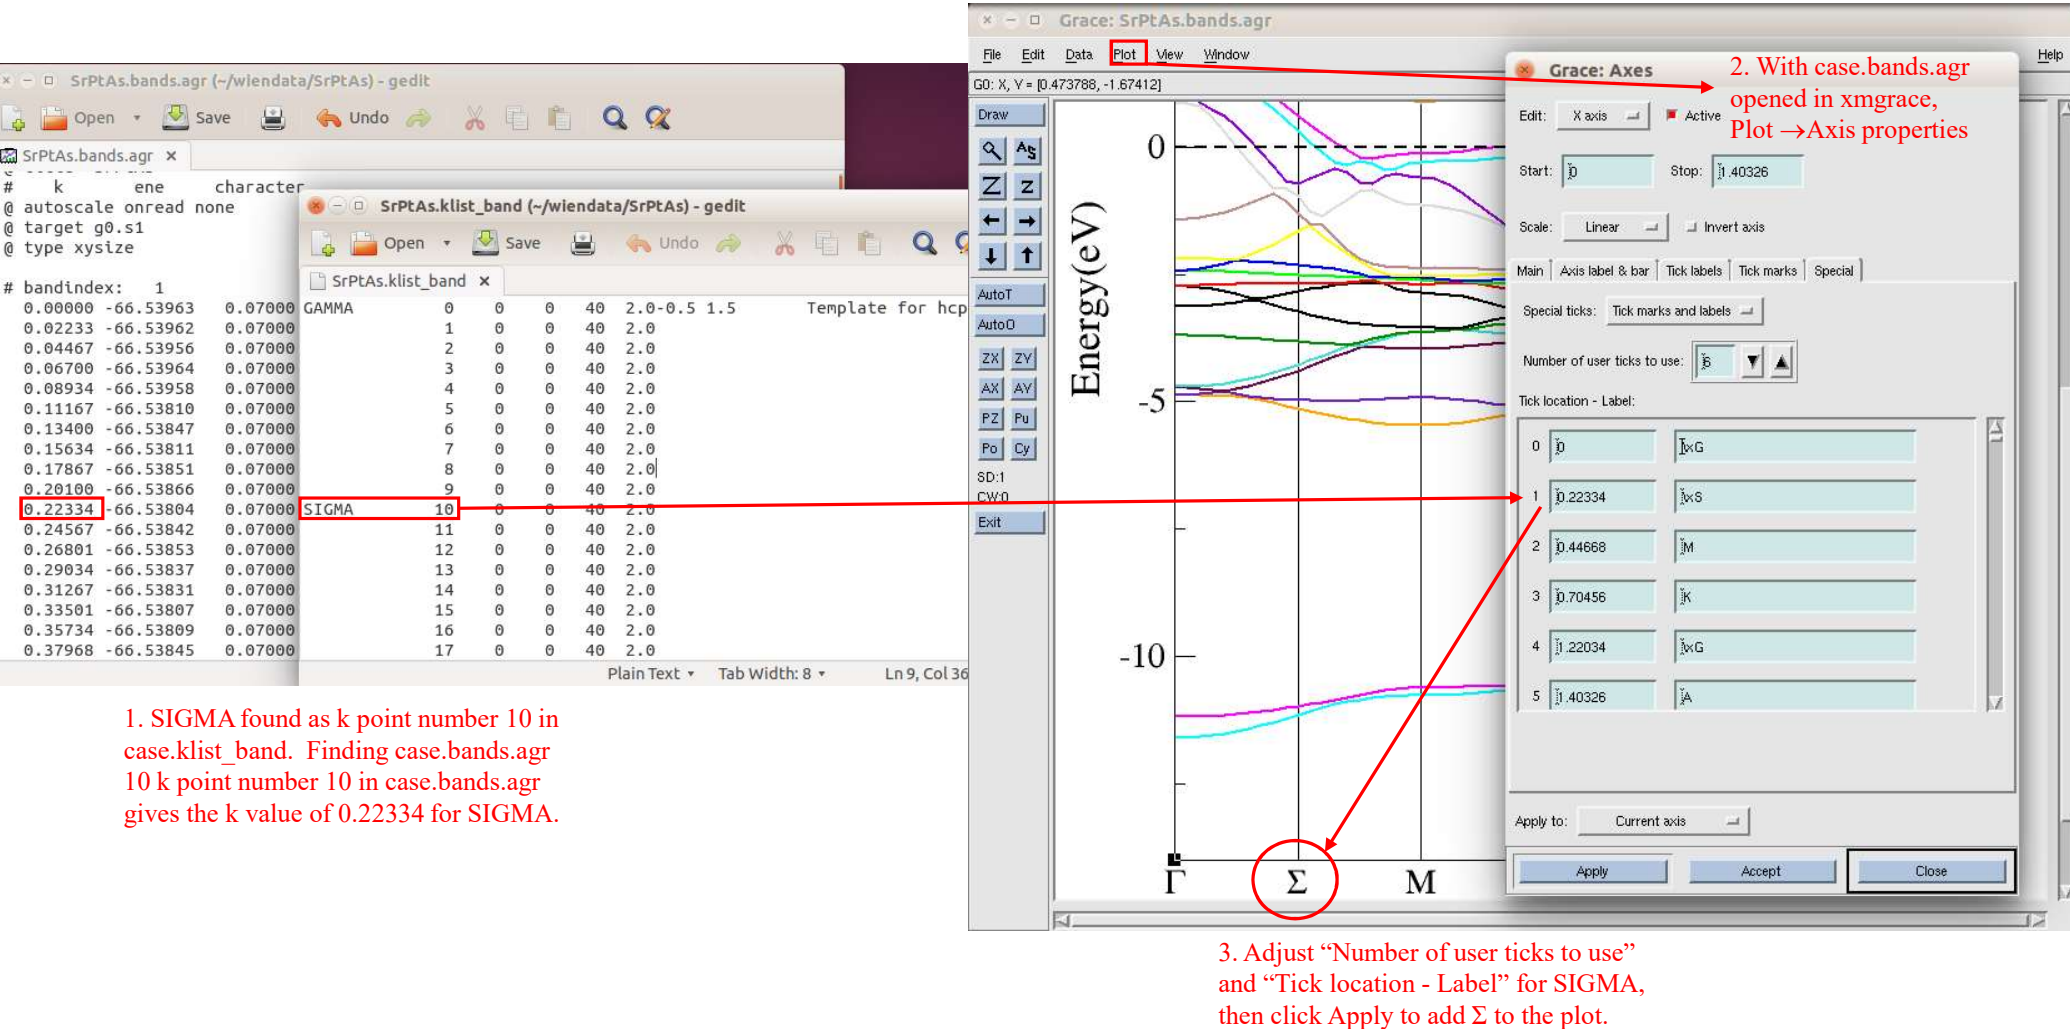 SrPtAs.bands.agr (~/wiendata/SrPtAs) - gedit
Open Save Undo
SrPtAs.bands.agr
# k ene character
@ autoscale onread none
@ target g0.s1
@ type xysize
# bandindex: 1
0.00000 -66.53963 0.07000
0.02233 -66.53962 0.07000
0.04467 -66.53956 0.07000
0.06700 -66.53964 0.07000
0.08934 -66.53958 0.07000
0.11167 -66.53810 0.07000
0.13400 -66.53847 0.07000
0.15634 -66.53811 0.07000
0.17867 -66.53851 0.07000
0.20100 -66.53866 0.07000
0.22334 -66.53804 0.07000
0.24567 -66.53842 0.07000
0.26801 -66.53853 0.07000
0.29034 -66.53837 0.07000
0.31267 -66.53831 0.07000
0.33501 -66.53807 0.07000
0.35734 -66.53809 0.07000
0.37968 -66.53845 0.07000
SrPtAs.klist_band (~/wiendata/SrPtAs) - gedit
Open Save Undo
SrPtAs.klist_band
GAMMA 0 0 0 40 2.0-0.5 1.5 Template for hcp
1 0 0 40 2.0
2 0 0 40 2.0
3 0 0 40 2.0
4 0 0 40 2.0
5 0 0 40 2.0
6 0 0 40 2.0
7 0 0 40 2.0
8 0 0 40 2.0
9 0 0 40 2.0
SIGMA 10 0 0 40 2.0
11 0 0 40 2.0
12 0 0 40 2.0
13 0 0 40 2.0
14 0 0 40 2.0
15 0 0 40 2.0
16 0 0 40 2.0
17 0 0 40 2.0
Plain Text Tab Width: 8 Ln 9, Col 36
1. SIGMA found as k point number 10 in
case.klist_band. Finding case.bands.agr
10 k point number 10 in case.bands.agr
gives the k value of 0.22334 for SIGMA.
Grace: SrPtAs.bands.agr
File Edit Data Plot View Window Help
G0: X, Y = [0.473788, -1.67412]
Draw
AS
Z z
AutoT
AutoO
ZX ZY
AX AY
PZ Pu
Po Cy
SD:1
CW:0
Exit
Energy(eV)
0
-5
-10
Γ Σ M
Grace: Axes
2. With case.bands.agr
opened in xmgrace,
Plot →Axis properties
Edit: X axis Active
Start: 0 Stop: 1.40326
Scale: Linear Invert axis
Main Axis label & bar Tick labels Tick marks Special
Special ticks: Tick marks and labels
Number of user ticks to use: 6
Tick location - Label:
0 0 \xG
1 0.22334 \xS
2 0.44668 M
3 0.70456 K
4 1.22034 \xG
5 1.40326 A
Apply to: Current axis
Apply Accept Close
3. Adjust “Number of user ticks to use”
and “Tick location - Label” for SIGMA,
then click Apply to add Σ to the plot.